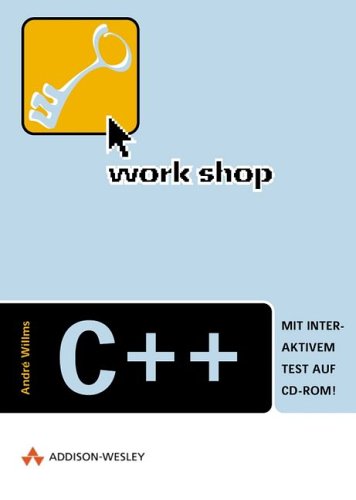 work shop
André Willms
C++
MIT INTER-
AKTIVEM
TEST AUF
CD-ROM!
ADDISON-WESLEY